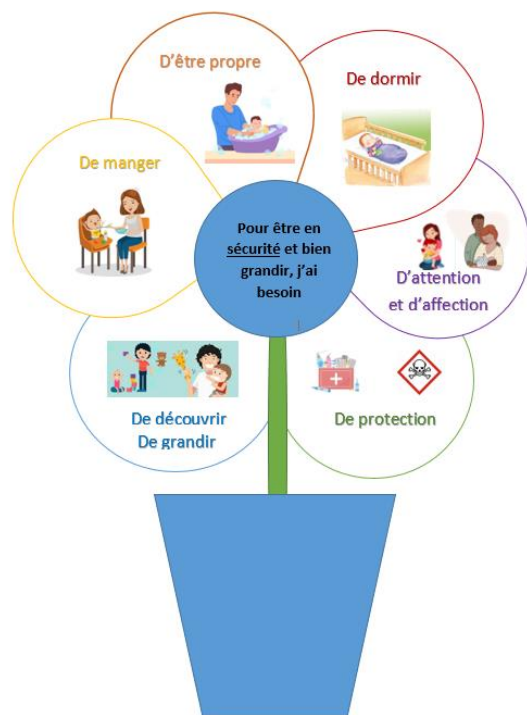 D'être propre
De dormir
De manger
Pour être en
sécurité et bien
grandir, j'ai
besoin
D'attention
et d'affection
De découvrir
De grandir
De protection